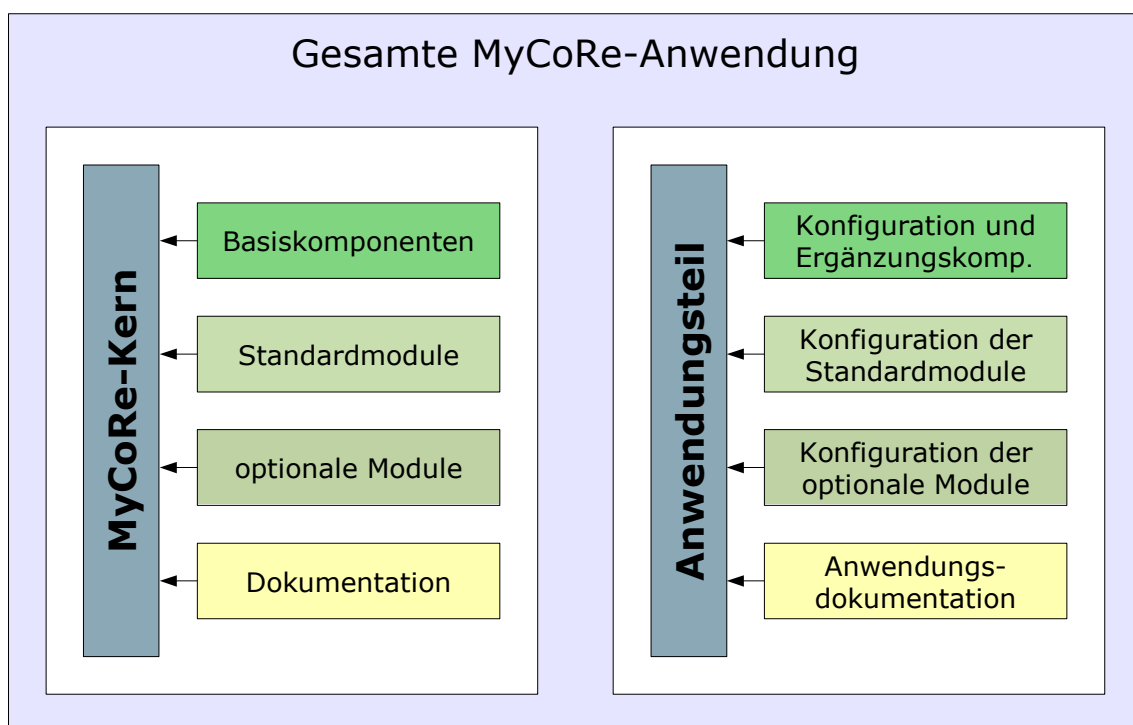 Gesamte MyCoRe-Anwendung
MyCoRe-Kern
Basiskomponenten
Standardmodule
optionale Module
Dokumentation
Anwendungsteil
Konfiguration und
Ergänzungskomp.
Konfiguration der
Standardmodule
Konfiguration der
optionale Module
Anwendungs-
dokumentation